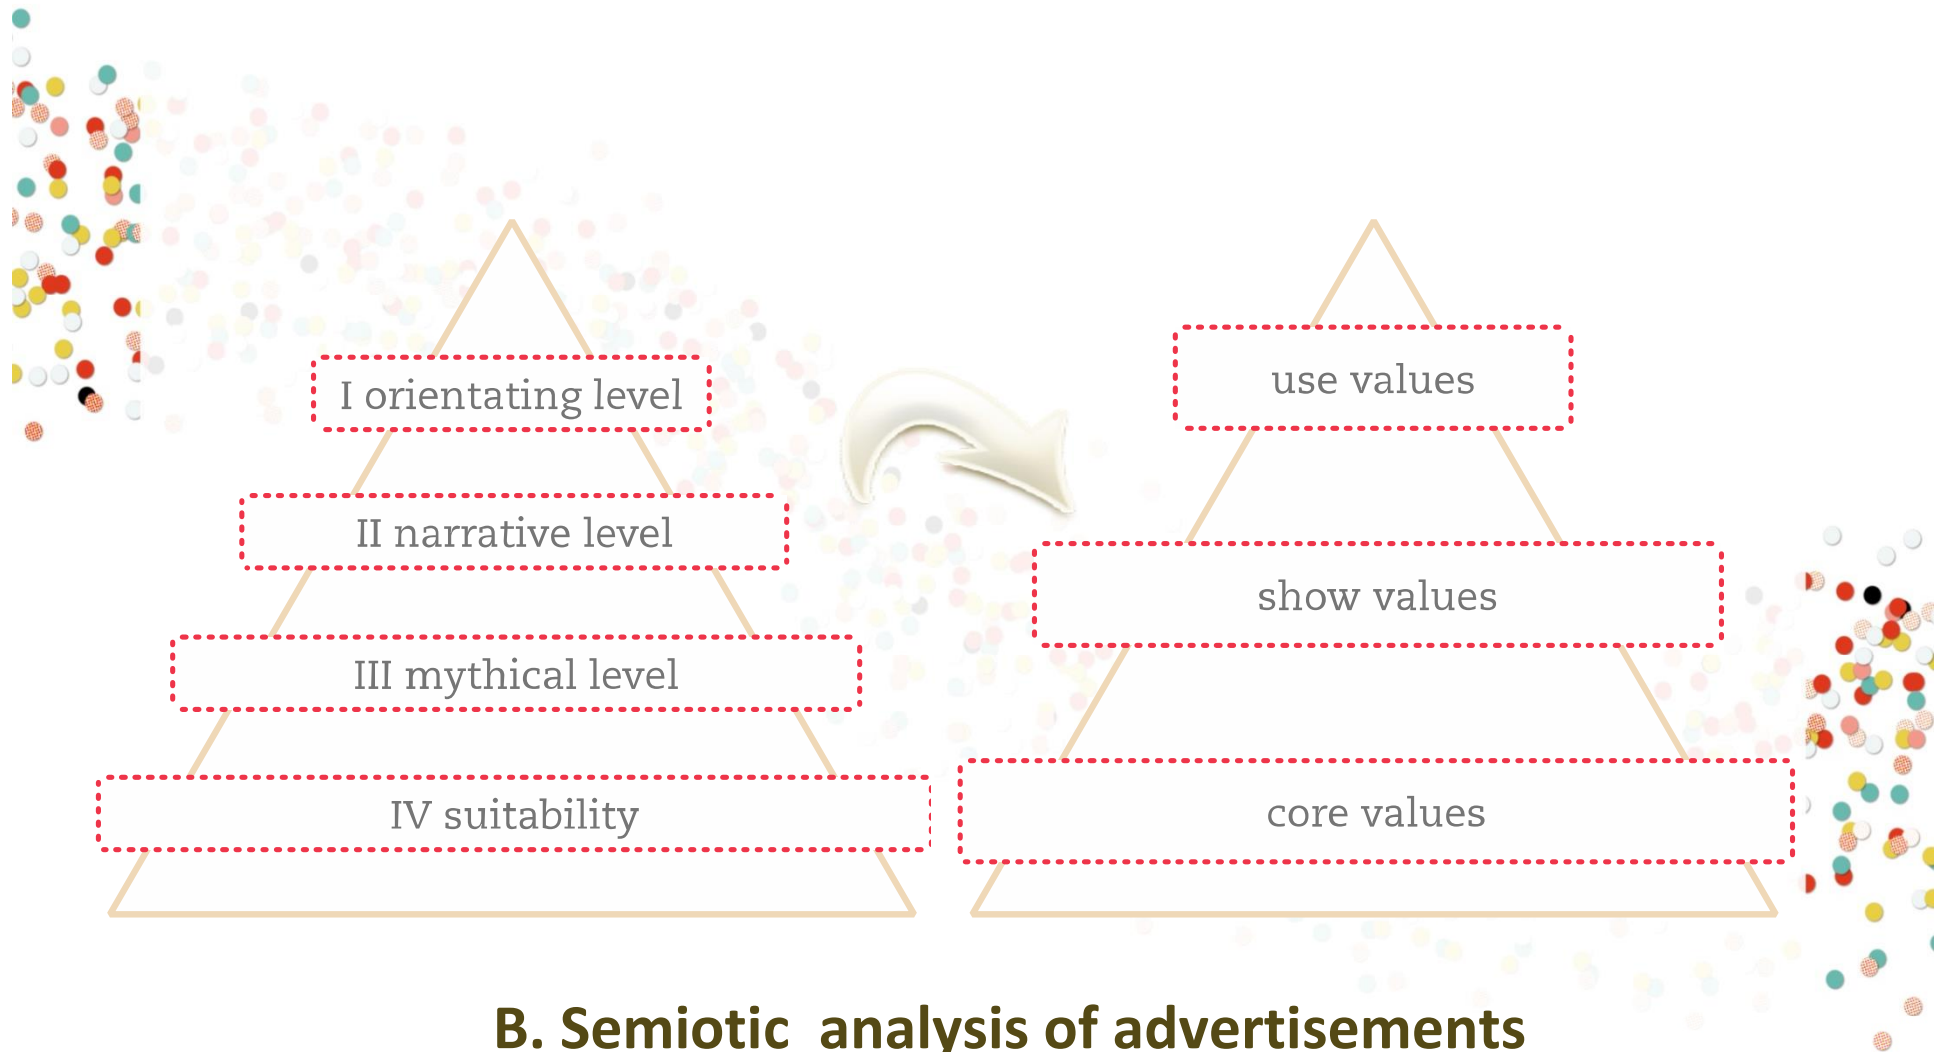 I orientating level
II narrative level
III mythical level
IV suitability
use values
show values
core values
B. Semiotic  analysis of advertisements